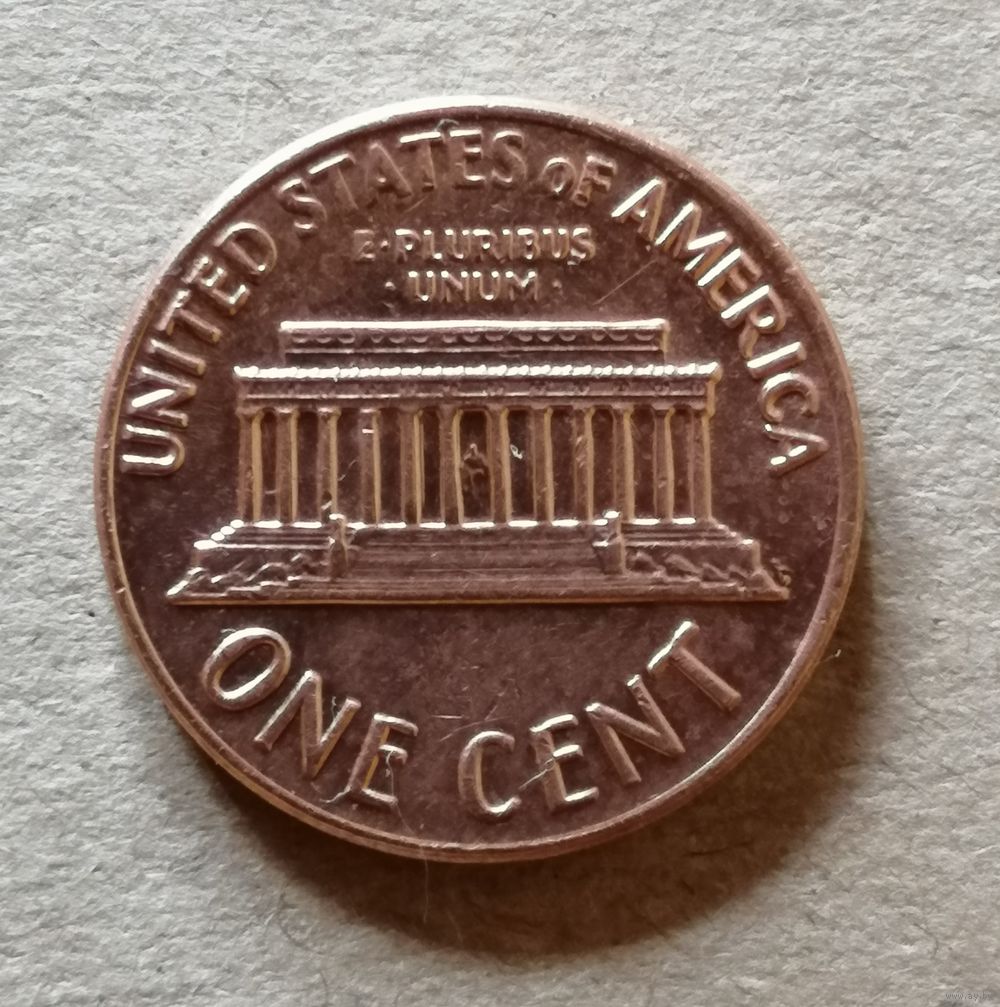 UNITED STATES OF AMERICA
E·PLURIBUS
·UNUM·
ONE CENT